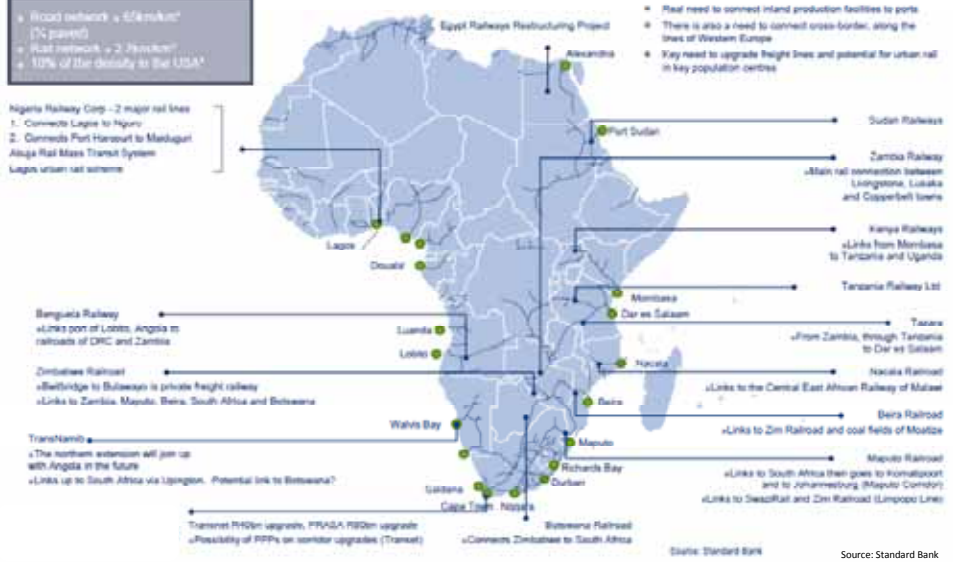 Road network = 65km/km²
(% paved)
Rail network = 2.7km/km²
10% of the density in the USA
Egypt Railways Restructuring Project
Alexandria
Real need to connect inland production facilities to ports
There is also a need to connect cross-border, along the
lines of Western Europe
Key need to upgrade freight lines and potential for urban rail
in key population centres
Nigeria Railway Corp - 2 major rail lines
1. Connects Lagos to Nguru
2. Connects Port Harcourt to Maiduguri
Abuja Rail Mass Transit System
Lagos urban rail scheme
Port Sudan
Sudan Railways
Zambia Railway
Main rail connection between
Livingstone, Lusaka
and Copperbelt towns
Kenya Railways
Links from Mombasa
to Tanzania and Uganda
Lagos
Douala
Tanzania Railway Ltd
Mombasa
Dar es Salaam
Tazara
From Zambia, through Tanzania
to Dar es Salaam
Benguela Railway
Links port of Lobito, Angola to
railroads of DRC and Zambia
Luanda
Lobito
Nacala
Nacala Railroad
Links to the Central East African Railway of Malawi
Zimbabwe Railroad
Beitbridge to Bulawayo is private freight railway
Links to Zambia, Maputo, Beira, South Africa and Botswana
Beira
Beira Railroad
Links to Zim Railroad and coal fields of Moatize
Walvis Bay
TransNamib
The northern extension will join up
with Angola in the future
Links up to South Africa via Upington. Potential link to Botswana?
Maputo
Richards Bay
Durban
Maputo Railroad
Links to South Africa then goes to Komatipoort
and to Johannesburg (Maputo Corridor)
Links to SwaziRail and Zim Railroad (Limpopo Line)
Saldana
Cape Town
Ngqura
Transnet R40bn upgrade, PRASA R80bn upgrade
Possibility of PPPs on corridor upgrades (Transet)
Botswana Railroad
Connects Zimbabwe to South Africa
Source: Standard Bank
Source: Standard Bank